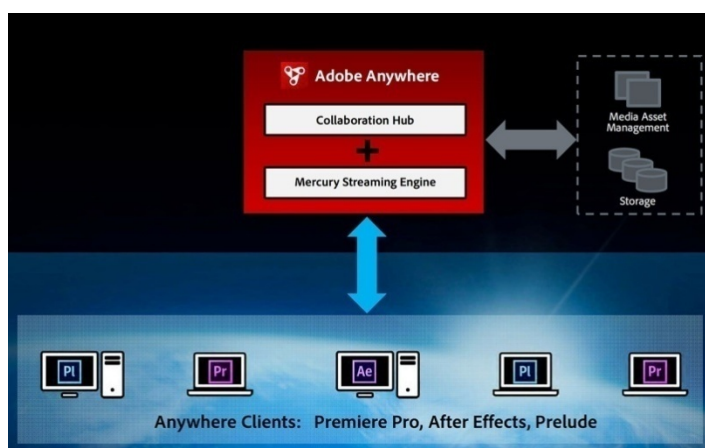 Adobe Anywhere
Collaboration Hub
+
Mercury Streaming Engine
Media Asset
Management
Storage
Pl
Pr
Ae
Pl
Pr
Anywhere Clients: Premiere Pro, After Effects, Prelude